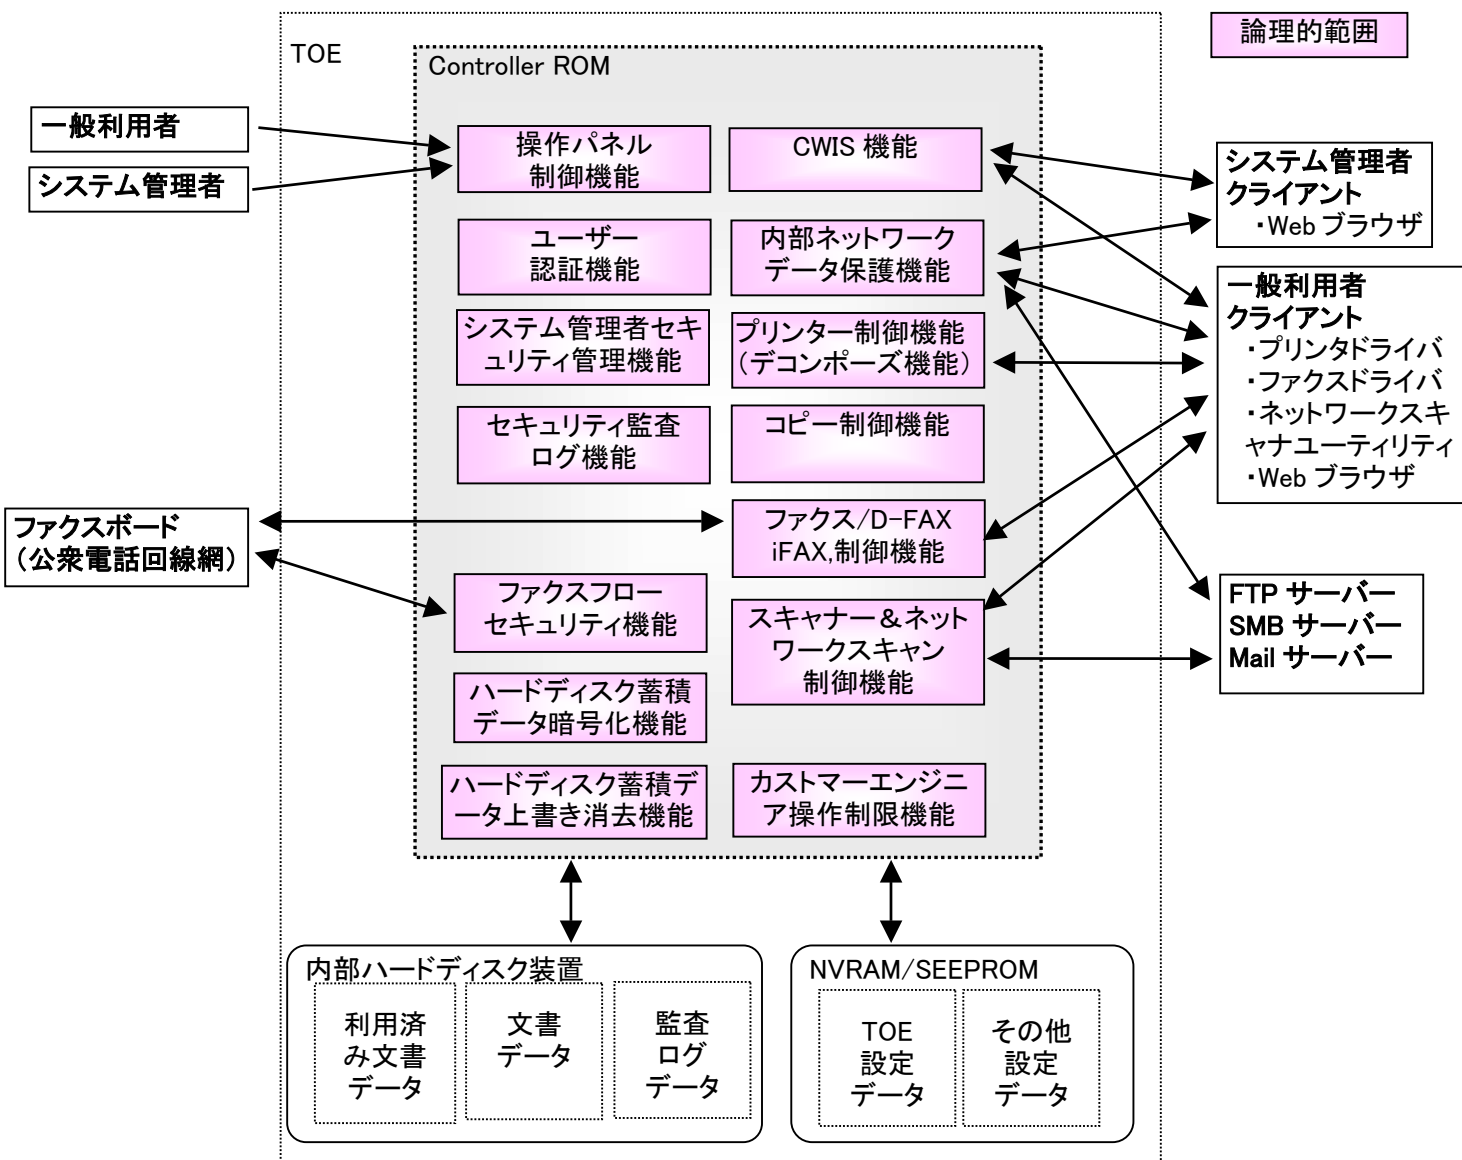 論理的範囲
TOE
Controller ROM
一般利用者
システム管理者
操作パネル
制御機能
CWIS 機能
システム管理者
クライアント
・Web ブラウザ
ユーザー
認証機能
内部ネットワーク
データ保護機能
一般利用者
クライアント
・プリンタドライバ
・ファクスドライバ
・ネットワークスキ
ャナユーティリティ
・Web ブラウザ
システム管理者セキ
ュリティ管理機能
プリンター制御機能
（デコンポーズ機能）
セキュリティ監査
ログ機能
コピー制御機能
ファクスボード
（公衆電話回線網）
ファクス/D-FAX
iFAX,制御機能
ファクスフロー
セキュリティ機能
スキャナー＆ネット
ワークスキャン
制御機能
FTP サーバー
SMB サーバー
Mail サーバー
ハードディスク蓄積
データ暗号化機能
ハードディスク蓄積デ
ータ上書き消去機能
カストマーエンジニ
ア操作制限機能
内部ハードディスク装置
利用済
み文書
データ
文書
データ
監査
ログ
データ
NVRAM/SEEPROM
TOE
設定
データ
その他
設定
データ